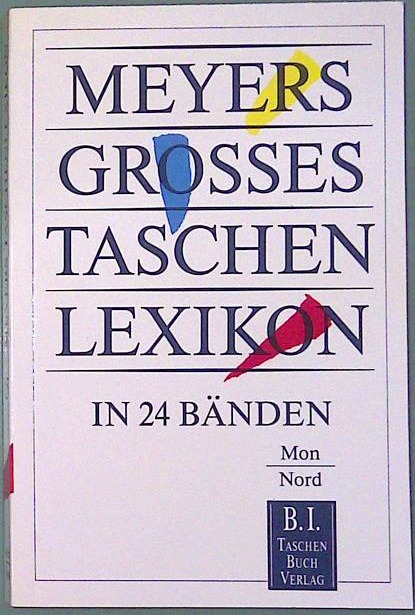 MEYERS
GROSSES
TASCHEN
LEXIKON
IN 24 BÄNDEN
Mon
Nord
B. I.
TASCHEN
BUCH
VERLAG